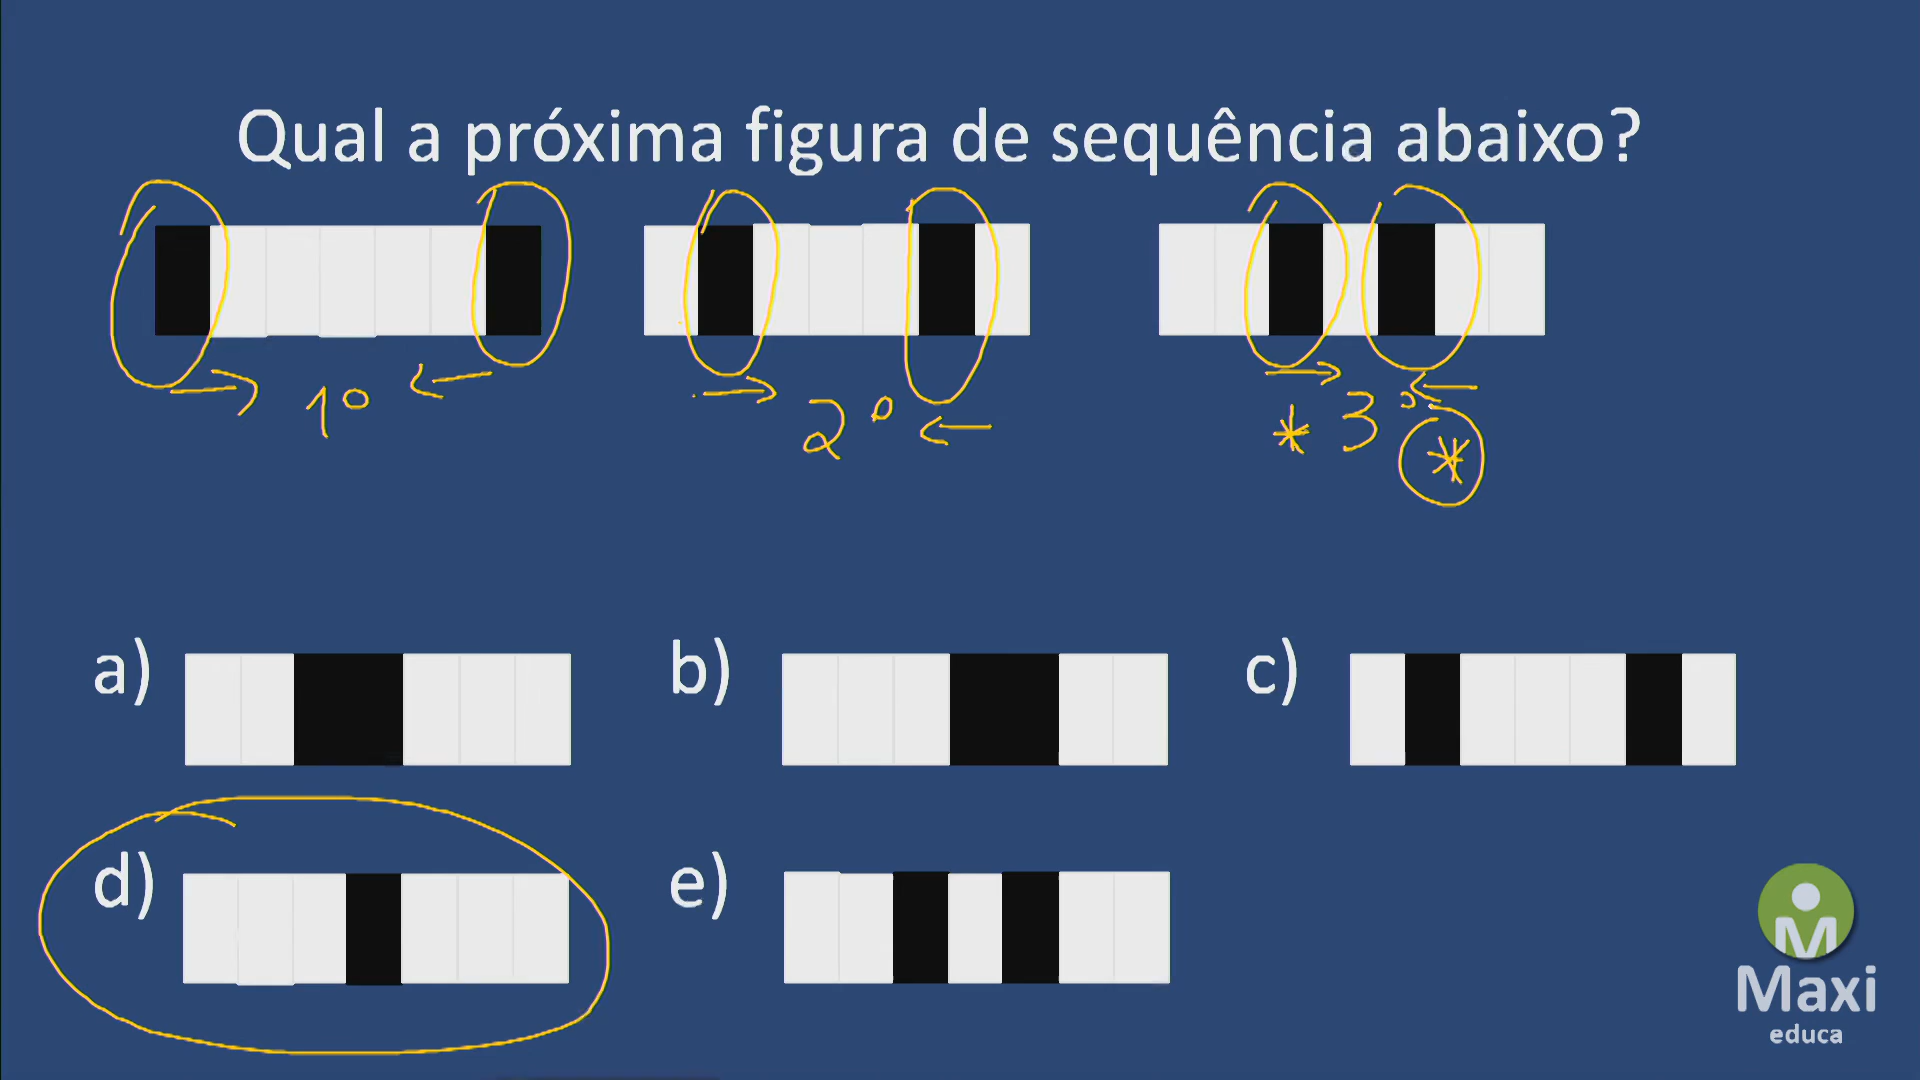 Qual a próxima figura de sequência abaixo?
1º 2º * 3º *
a) b) c)
d) e)
M
Maxi
educa